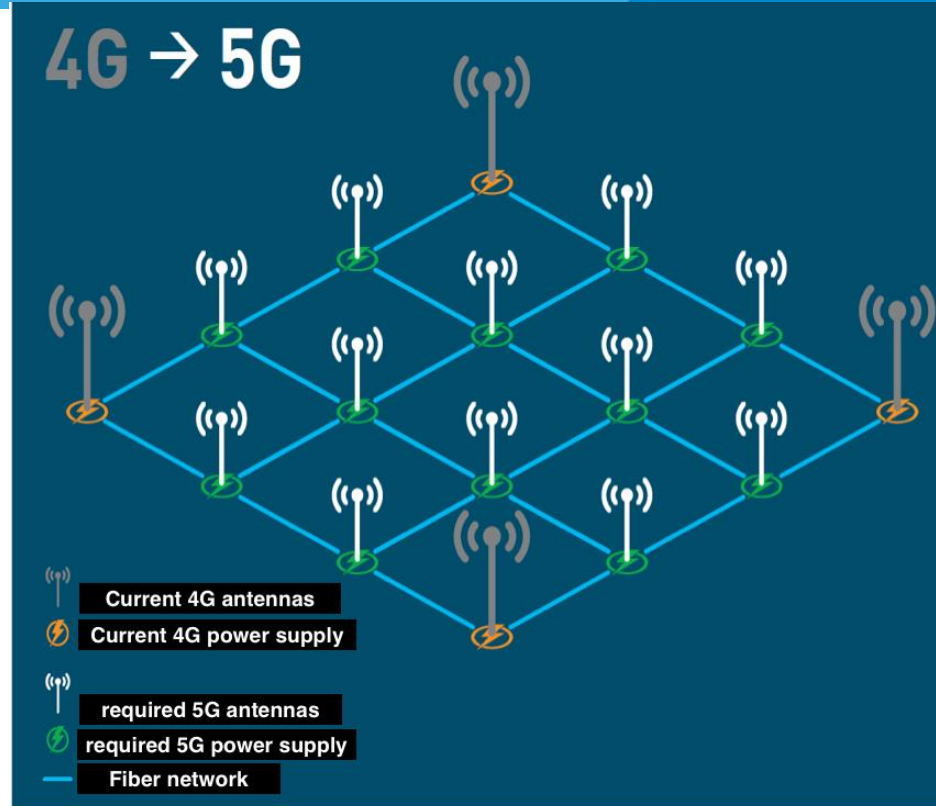 4G → 5G
Current 4G antennas
Current 4G power supply
required 5G antennas
required 5G power supply
Fiber network